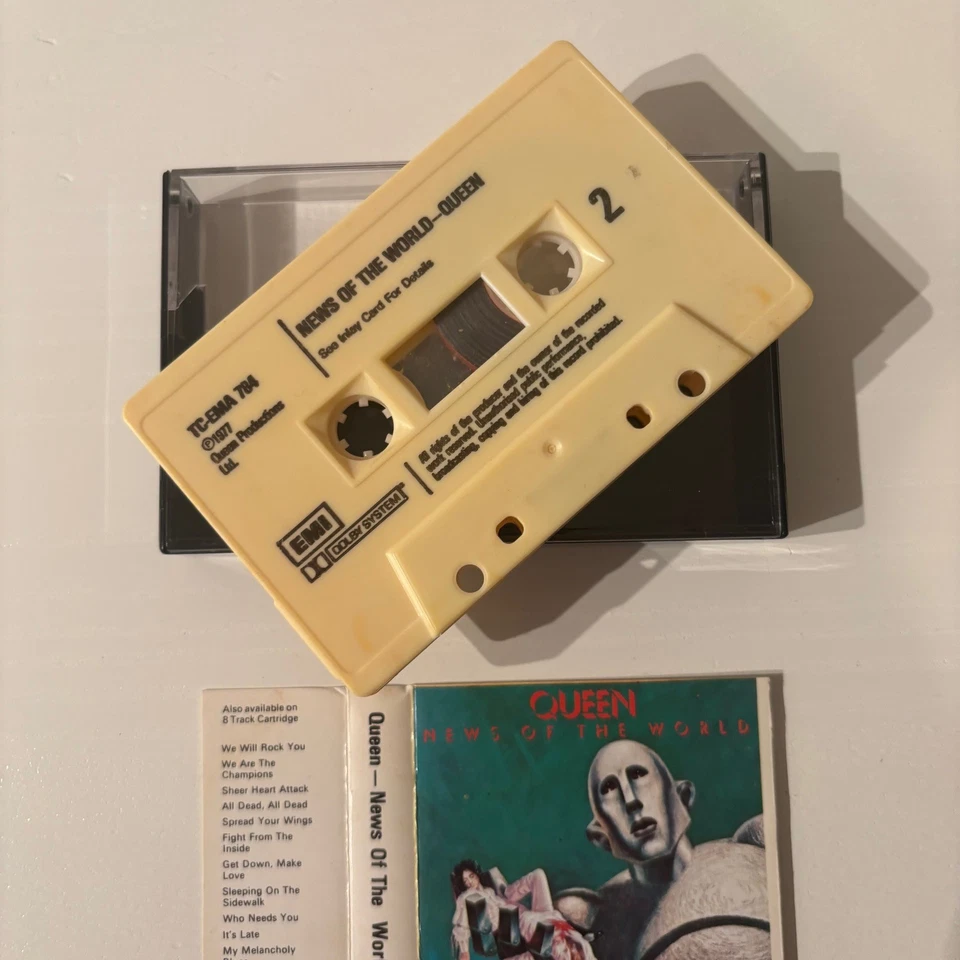 NEWS OF THE WORLD—QUEEN
See Inlay Card For Details
2
TC-EMA 784
Ⓟ1977
Queen Productions
Ltd.
All rights of the producer and the owner of the recorded
work reserved. Unauthorised public performance,
broadcasting, copying and hiring of this record prohibited.
EMI
DOLBY SYSTEM
Also available on
8 Track Cartridge
We Will Rock You
We Are The
Champions
Sheer Heart Attack
All Dead, All Dead
Spread Your Wings
Fight From The
Inside
Get Down, Make
Love
Sleeping On The
Sidewalk
Who Needs You
It's Late
My Melancholy
Queen — News Of The
QUEEN
NEWS OF THE WORLD